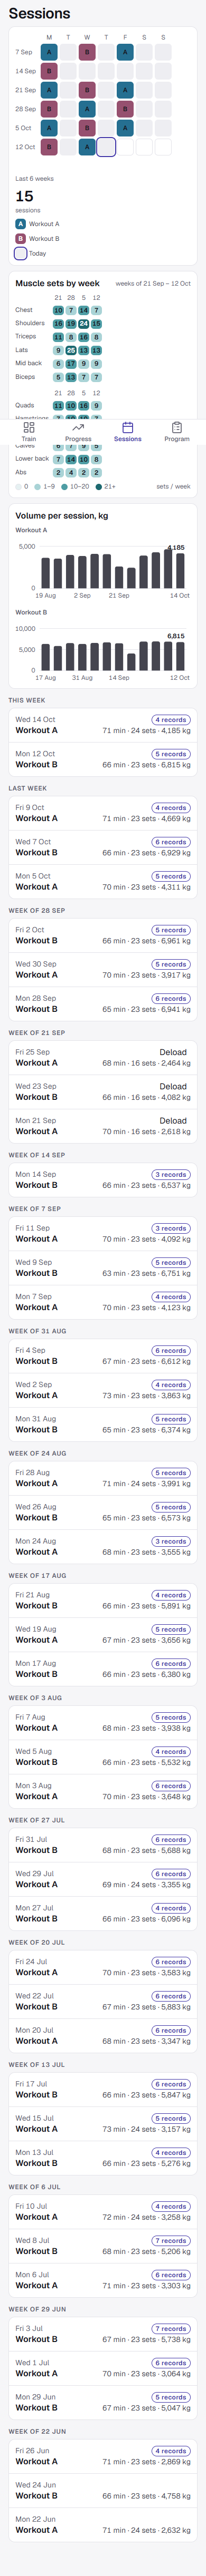 Sessions
M T W T F S S
7 Sep A B A
14 Sep B
21 Sep A B A
28 Sep B A B
5 Oct A B A
12 Oct B A
Last 6 weeks
15
sessions
A Workout A
B Workout B
Today
Muscle sets by week
weeks of 21 Sep – 12 Oct
21 28 5 12
Chest 10 7 14 7
Shoulders 16 19 24 15
Triceps 11 8 16 8
Lats 9 25 13 13
Mid back 6 17 9 9
Biceps 5 13 7 7
21 28 5 12
Quads 11 10 16 9
Train Progress Sessions Program
Lower back 7 14 10 8
Abs 2 4 2 2
0 1–9 10–20 21+
sets / week
Volume per session, kg
Workout A
4,185
5,000
0
19 Aug 2 Sep 21 Sep 14 Oct
Workout B
10,000
6,815
5,000
0
17 Aug 31 Aug 14 Sep 12 Oct
THIS WEEK
Wed 14 Oct 4 records
Workout A 71 min · 24 sets · 4,185 kg
Mon 12 Oct 5 records
Workout B 66 min · 23 sets · 6,815 kg
LAST WEEK
Fri 9 Oct 4 records
Workout A 71 min · 23 sets · 4,669 kg
Wed 7 Oct 6 records
Workout B 66 min · 23 sets · 6,929 kg
Mon 5 Oct 5 records
Workout A 70 min · 23 sets · 4,311 kg
WEEK OF 28 SEP
Fri 2 Oct 5 records
Workout B 66 min · 23 sets · 6,961 kg
Wed 30 Sep 5 records
Workout A 70 min · 23 sets · 3,917 kg
Mon 28 Sep 6 records
Workout B 65 min · 23 sets · 6,941 kg
WEEK OF 21 SEP
Fri 25 Sep Deload
Workout A 68 min · 16 sets · 2,464 kg
Wed 23 Sep Deload
Workout B 66 min · 16 sets · 4,082 kg
Mon 21 Sep Deload
Workout A 70 min · 16 sets · 2,618 kg
WEEK OF 14 SEP
Mon 14 Sep 3 records
Workout B 66 min · 23 sets · 6,537 kg
WEEK OF 7 SEP
Fri 11 Sep 3 records
Workout A 70 min · 23 sets · 4,092 kg
Wed 9 Sep 5 records
Workout B 63 min · 23 sets · 6,751 kg
Mon 7 Sep 4 records
Workout A 70 min · 23 sets · 4,123 kg
WEEK OF 31 AUG
Fri 4 Sep 6 records
Workout B 67 min · 23 sets · 6,612 kg
Wed 2 Sep 4 records
Workout A 73 min · 23 sets · 3,863 kg
Mon 31 Aug 5 records
Workout B 65 min · 23 sets · 6,374 kg
WEEK OF 24 AUG
Fri 28 Aug 5 records
Workout A 71 min · 24 sets · 3,991 kg
Wed 26 Aug 5 records
Workout B 65 min · 23 sets · 6,573 kg
Mon 24 Aug 3 records
Workout A 68 min · 23 sets · 3,555 kg
WEEK OF 17 AUG
Fri 21 Aug 4 records
Workout B 66 min · 23 sets · 5,891 kg
Wed 19 Aug 5 records
Workout A 67 min · 23 sets · 3,656 kg
Mon 17 Aug 6 records
Workout B 66 min · 23 sets · 6,380 kg
WEEK OF 3 AUG
Fri 7 Aug 5 records
Workout A 68 min · 23 sets · 3,938 kg
Wed 5 Aug 4 records
Workout B 66 min · 23 sets · 5,532 kg
Mon 3 Aug 6 records
Workout A 70 min · 23 sets · 3,648 kg
WEEK OF 27 JUL
Fri 31 Jul 6 records
Workout B 68 min · 23 sets · 5,688 kg
Wed 29 Jul 6 records
Workout A 69 min · 24 sets · 3,355 kg
Mon 27 Jul 4 records
Workout B 66 min · 23 sets · 6,096 kg
WEEK OF 20 JUL
Fri 24 Jul 6 records
Workout A 70 min · 23 sets · 3,583 kg
Wed 22 Jul 6 records
Workout B 67 min · 23 sets · 5,883 kg
Mon 20 Jul 6 records
Workout A 68 min · 23 sets · 3,347 kg
WEEK OF 13 JUL
Fri 17 Jul 6 records
Workout B 66 min · 23 sets · 5,847 kg
Wed 15 Jul 5 records
Workout A 73 min · 24 sets · 3,157 kg
Mon 13 Jul 4 records
Workout B 66 min · 23 sets · 5,276 kg
WEEK OF 6 JUL
Fri 10 Jul 4 records
Workout A 72 min · 24 sets · 3,258 kg
Wed 8 Jul 7 records
Workout B 68 min · 23 sets · 5,206 kg
Mon 6 Jul 6 records
Workout A 71 min · 23 sets · 3,303 kg
WEEK OF 29 JUN
Fri 3 Jul 7 records
Workout B 67 min · 23 sets · 5,738 kg
Wed 1 Jul 6 records
Workout A 70 min · 23 sets · 3,064 kg
Mon 29 Jun 5 records
Workout B 67 min · 23 sets · 5,047 kg
WEEK OF 22 JUN
Fri 26 Jun 4 records
Workout A 71 min · 23 sets · 2,869 kg
Wed 24 Jun
Workout B 66 min · 23 sets · 4,758 kg
Mon 22 Jun
Workout A 71 min · 24 sets · 2,632 kg